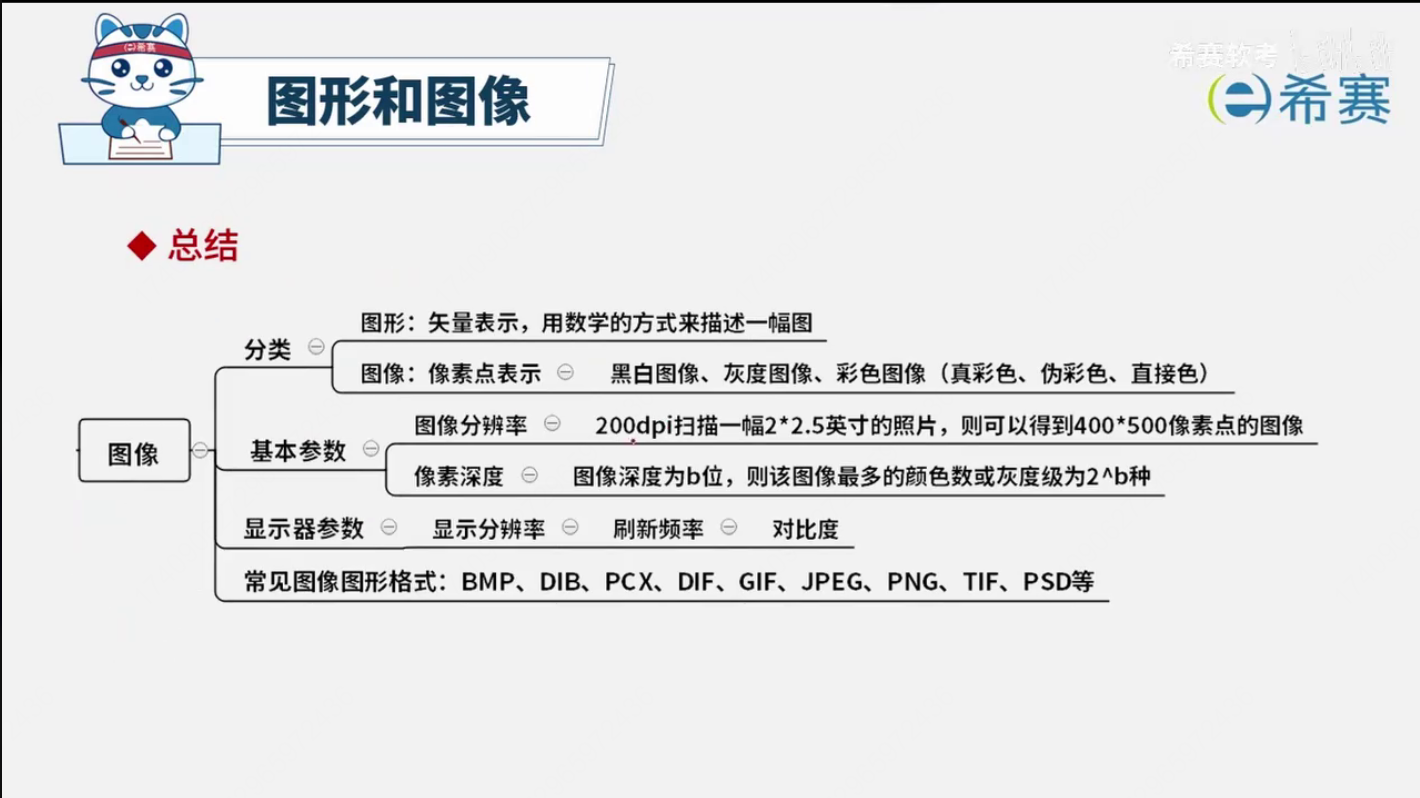 希赛
图形和图像
希赛软考
希赛
总结
图像
分类
图形：矢量表示，用数学的方式来描述一幅图
图像：像素点表示 黑白图像、灰度图像、彩色图像（真彩色、伪彩色、直接色）
基本参数
图像分辨率 200dpi扫描一幅2*2.5英寸的照片，则可以得到400*500像素点的图像
像素深度 图像深度为b位，则该图像最多的颜色数或灰度级为2^b种
显示器参数 显示分辨率 刷新频率 对比度
常见图像图形格式：BMP、DIB、PCX、DIF、GIF、JPEG、PNG、TIF、PSD等